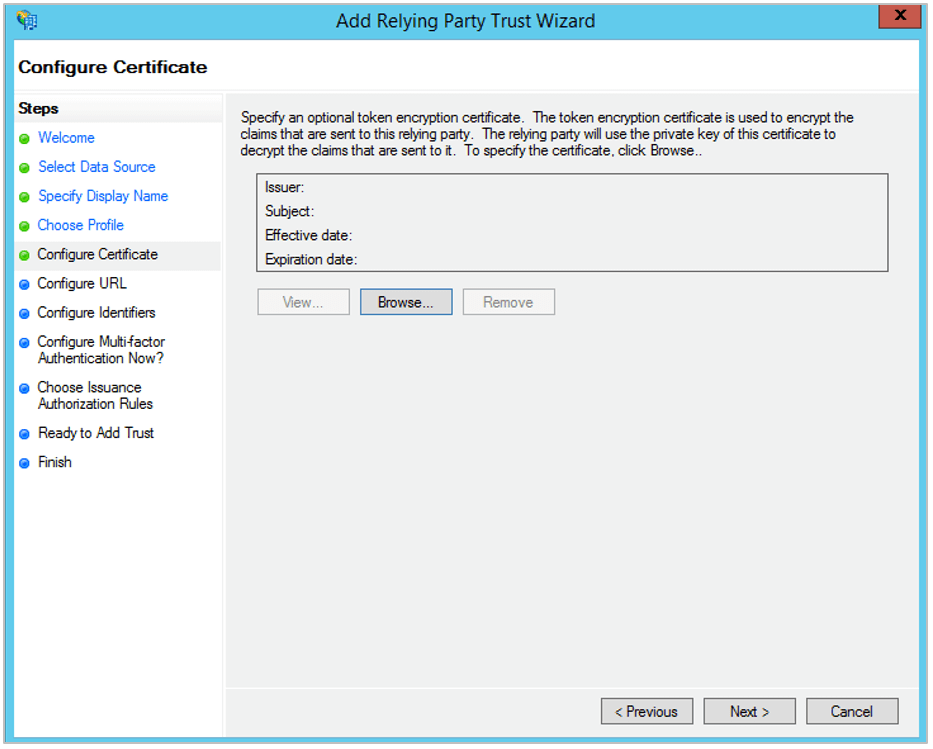 Add Relying Party Trust Wizard
X
Configure Certificate
Steps
Welcome
Select Data Source
Specify Display Name
Choose Profile
Configure Certificate
Configure URL
Configure Identifiers
Configure Multi-factor
Authentication Now?
Choose Issuance
Authorization Rules
Ready to Add Trust
Finish
Specify an optional token encryption certificate. The token encryption certificate is used to encrypt the
claims that are sent to this relying party. The relying party will use the private key of this certificate to
decrypt the claims that are sent to it. To specify the certificate, click Browse..
Issuer:
Subject:
Effective date:
Expiration date:
View... Browse... Remove
< Previous Next > Cancel